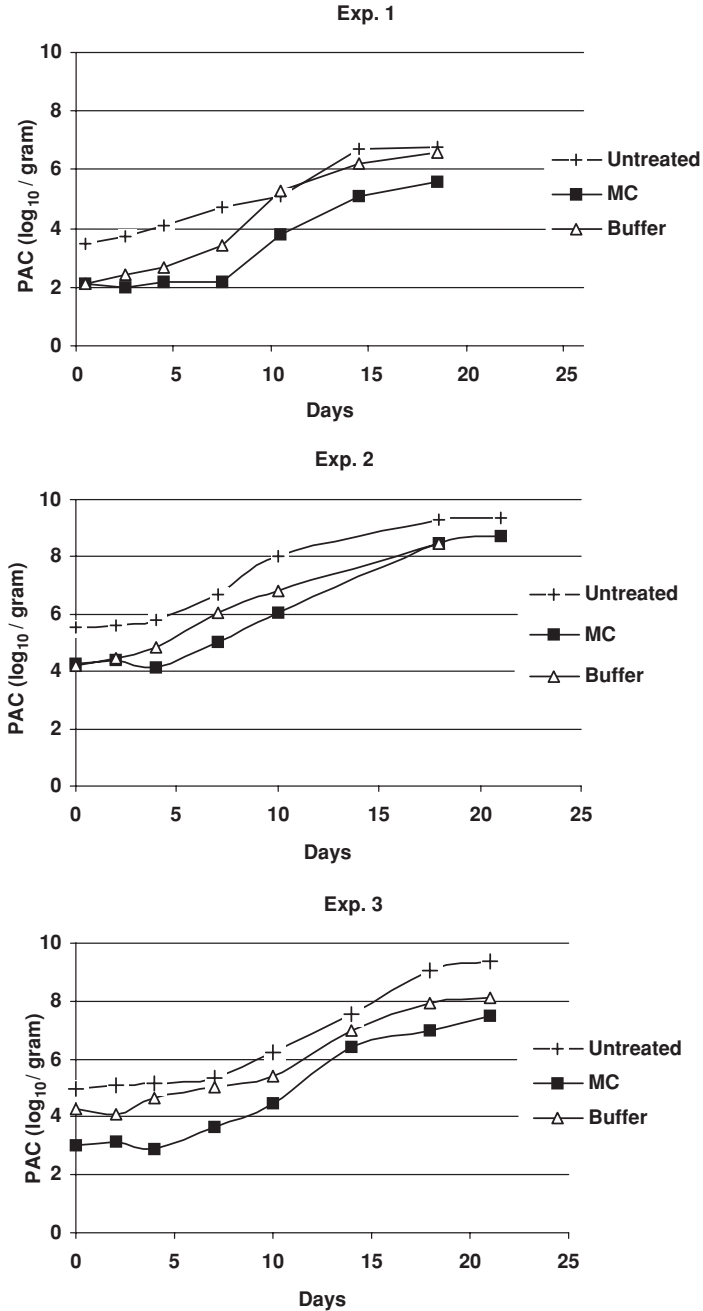 Exp. 1
PAC (log10 / gram)
10
8
6
4
2
0
0 5 10 15 20 25
Days
Untreated
MC
Buffer
Exp. 2
PAC (log10 / gram)
10
8
6
4
2
0
0 5 10 15 20 25
Days
Untreated
MC
Buffer
Exp. 3
PAC (log10/ gram)
10
8
6
4
2
0
0 5 10 15 20 25
Days
Untreated
MC
Buffer